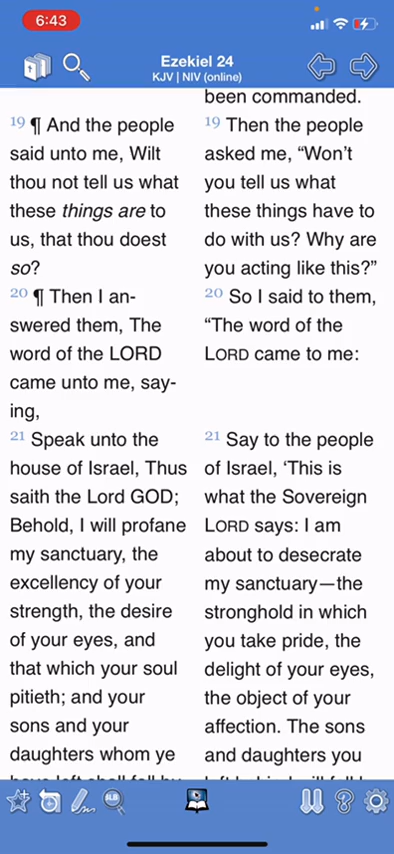 6:43
Ezekiel 24
KJV | NIV (online)
19 ¶ And the people
said unto me, Wilt
thou not tell us what
these things are to
us, that thou doest
so?
20 ¶ Then I an-
swered them, The
word of the LORD
came unto me, say-
ing,
21 Speak unto the
house of Israel, Thus
saith the Lord GOD;
Behold, I will profane
my sanctuary, the
excellency of your
strength, the desire
of your eyes, and
that which your soul
pitieth; and your
sons and your
daughters whom ye
been commanded.
19 Then the people
asked me, “Won’t
you tell us what
these things have to
do with us? Why are
you acting like this?”
20 So I said to them,
“The word of the
LORD came to me:
21 Say to the people
of Israel, ‘This is
what the Sovereign
LORD says: I am
about to desecrate
my sanctuary—the
stronghold in which
you take pride, the
delight of your eyes,
the object of your
affection. The sons
and daughters you
BLB